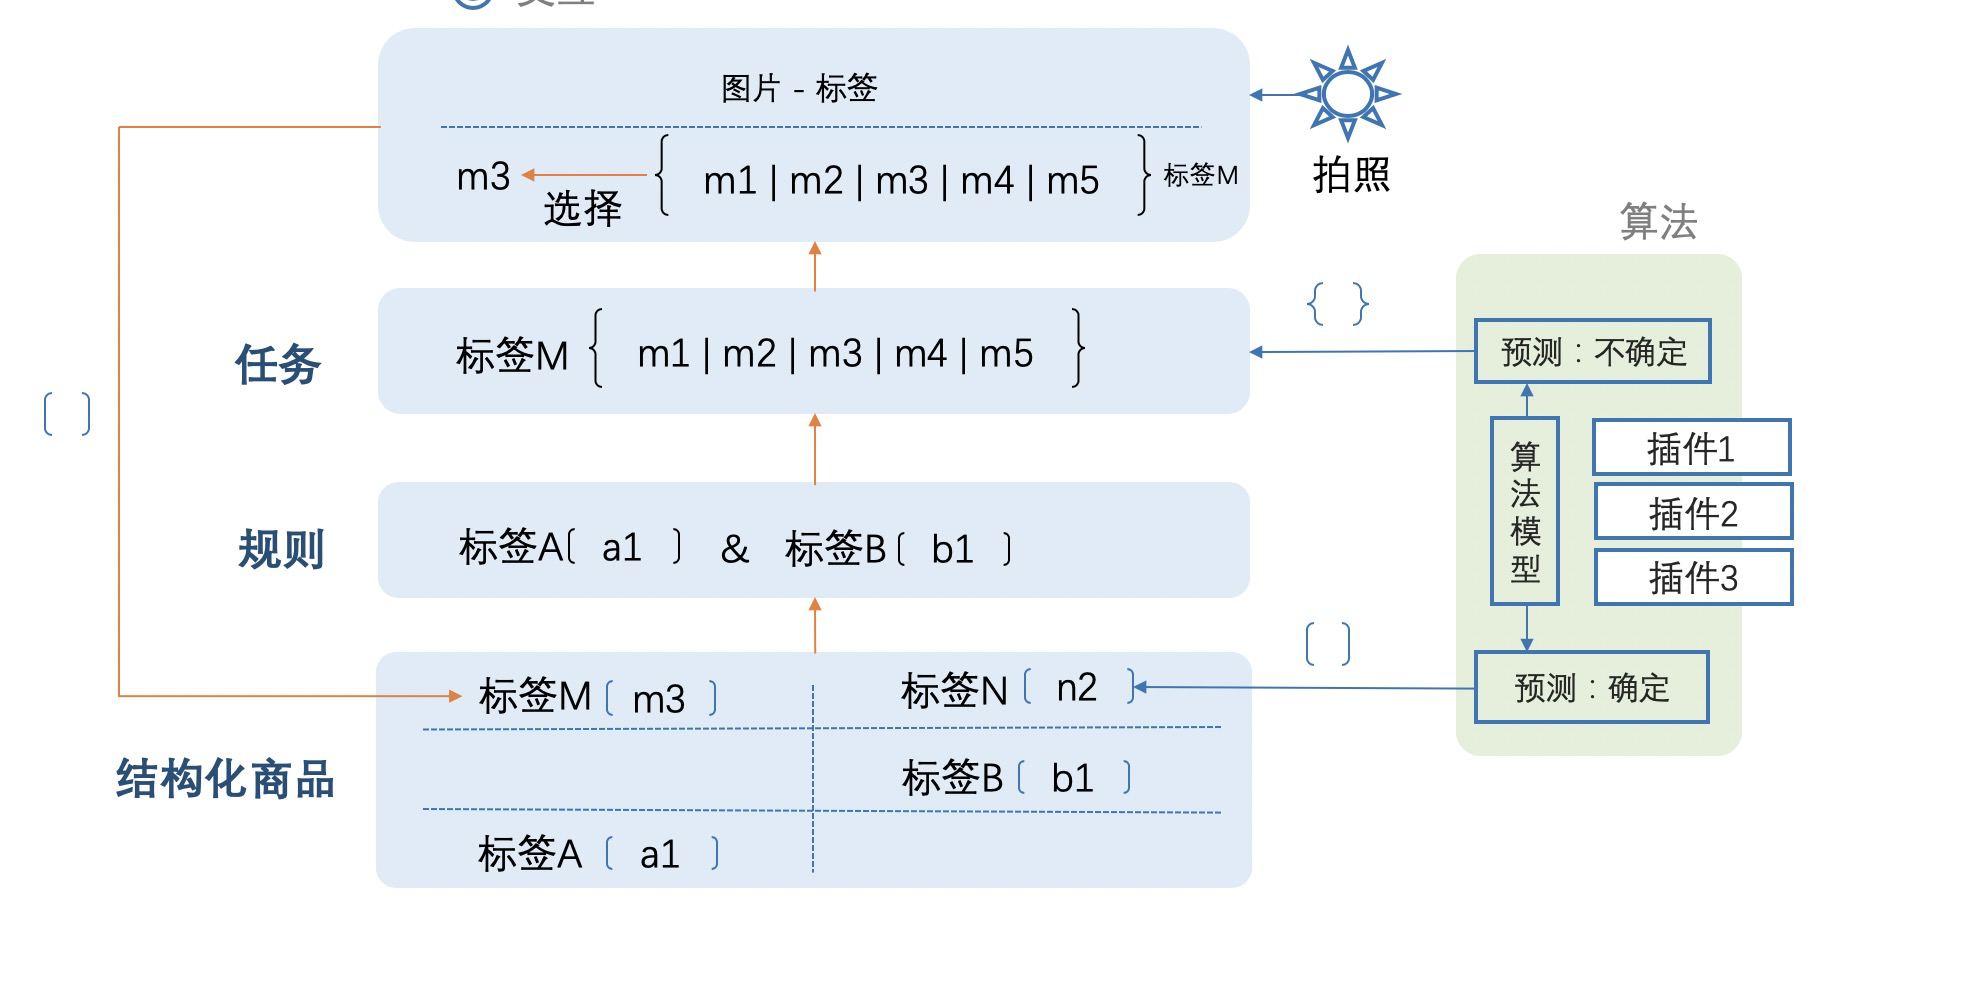 图片 - 标签
m3
选择
{ m1 | m2 | m3 | m4 | m5 } 标签M
拍照
算法
任务
标签M { m1 | m2 | m3 | m4 | m5 }
{ }
预测：不确定
算法模型
插件1
插件2
插件3
预测：确定
[ ]
规则
标签A [ a1 ] & 标签B [ b1 ]
[ ]
结构化商品
标签M [ m3 ]
标签N [ n2 ]
标签B [ b1 ]
标签A [ a1 ]